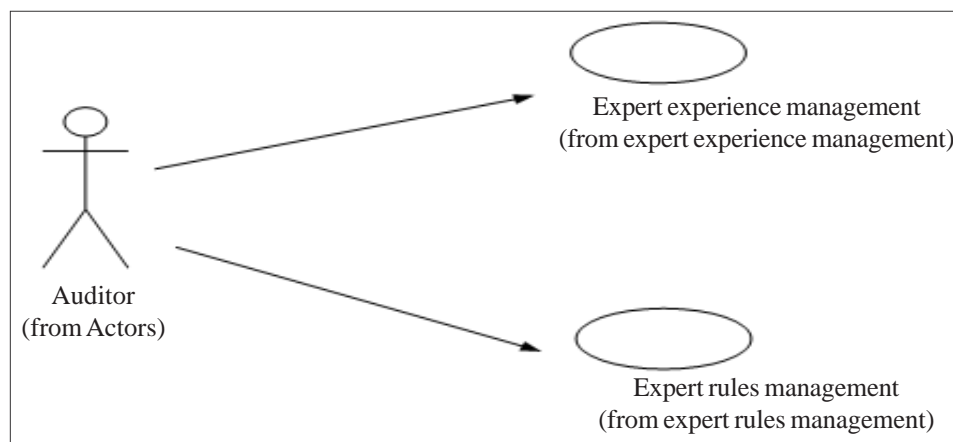 Expert experience management
(from expert experience management)
Auditor
(from Actors)
Expert rules management
(from expert rules management)